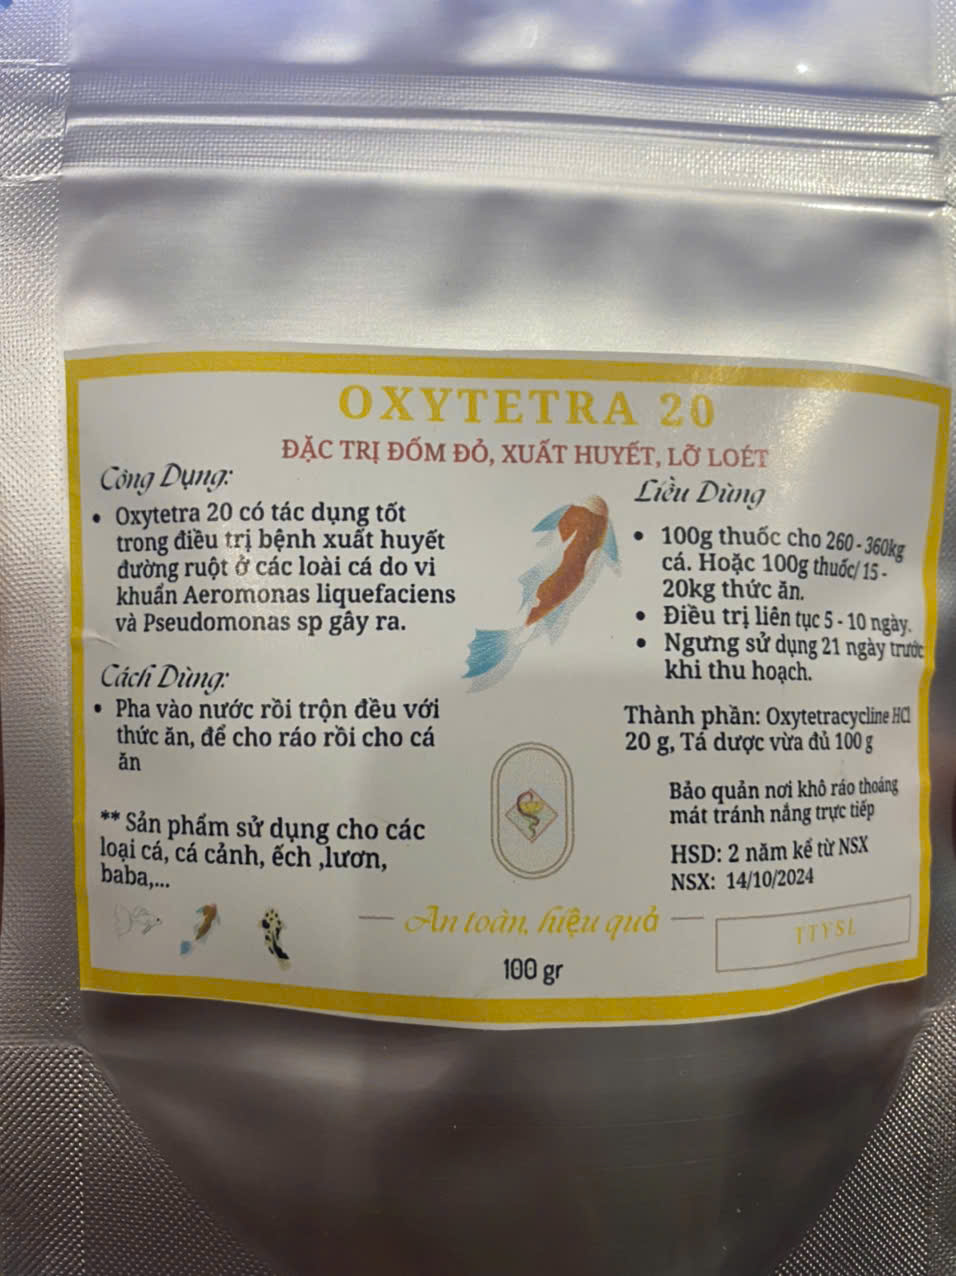 OXYTETRA 20
ĐẶC TRỊ ĐỐM ĐỎ, XUẤT HUYẾT, LỠ LOÉT
Công Dụng:
• Oxytetra 20 có tác dụng tốt
trong điều trị bệnh xuất huyết
đường ruột ở các loài cá do vi
khuẩn Aeromonas liquefaciens
và Pseudomonas sp gây ra.
Cách Dùng:
• Pha vào nước rồi trộn đều với
thức ăn, để cho ráo rồi cho cá
ăn
** Sản phẩm sử dụng cho các
loại cá, cá cảnh, ếch ,lươn,
baba,...
Liều Dùng
• 100g thuốc cho 260 - 360kg
cá. Hoặc 100g thuốc/ 15 -
20kg thức ăn.
• Điều trị liên tục 5 - 10 ngày.
• Ngưng sử dụng 21 ngày trước
khi thu hoạch.
Thành phần: Oxytetracycline HCl
20 g, Tá dược vừa đủ 100 g
Bảo quản nơi khô ráo thoáng
mát tránh nắng trực tiếp
HSD: 2 năm kể từ NSX
NSX: 14/10/2024
An toàn, hiệu quả
TTYSL
100 gr